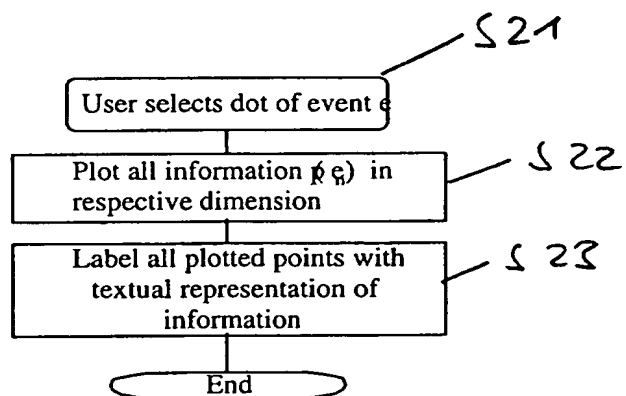 S21
User selects dot of event e
S22
Plot all information in
respective dimension
S23
Label all plotted points with
textual representation of
information
End